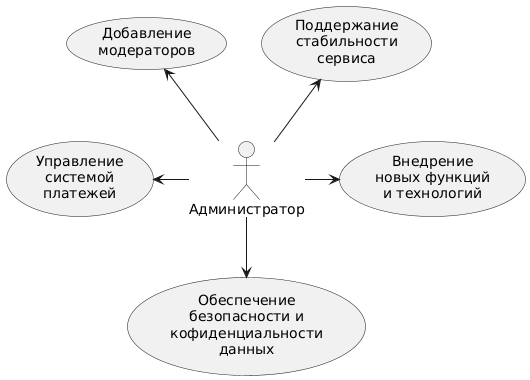 Добавление
модераторов
Поддержание
стабильности
сервиса
Управление
системой
платежей
Администратор
Внедрение
новых функций
и технологий
Обеспечение
безопасности и
кофиденциальности
данных